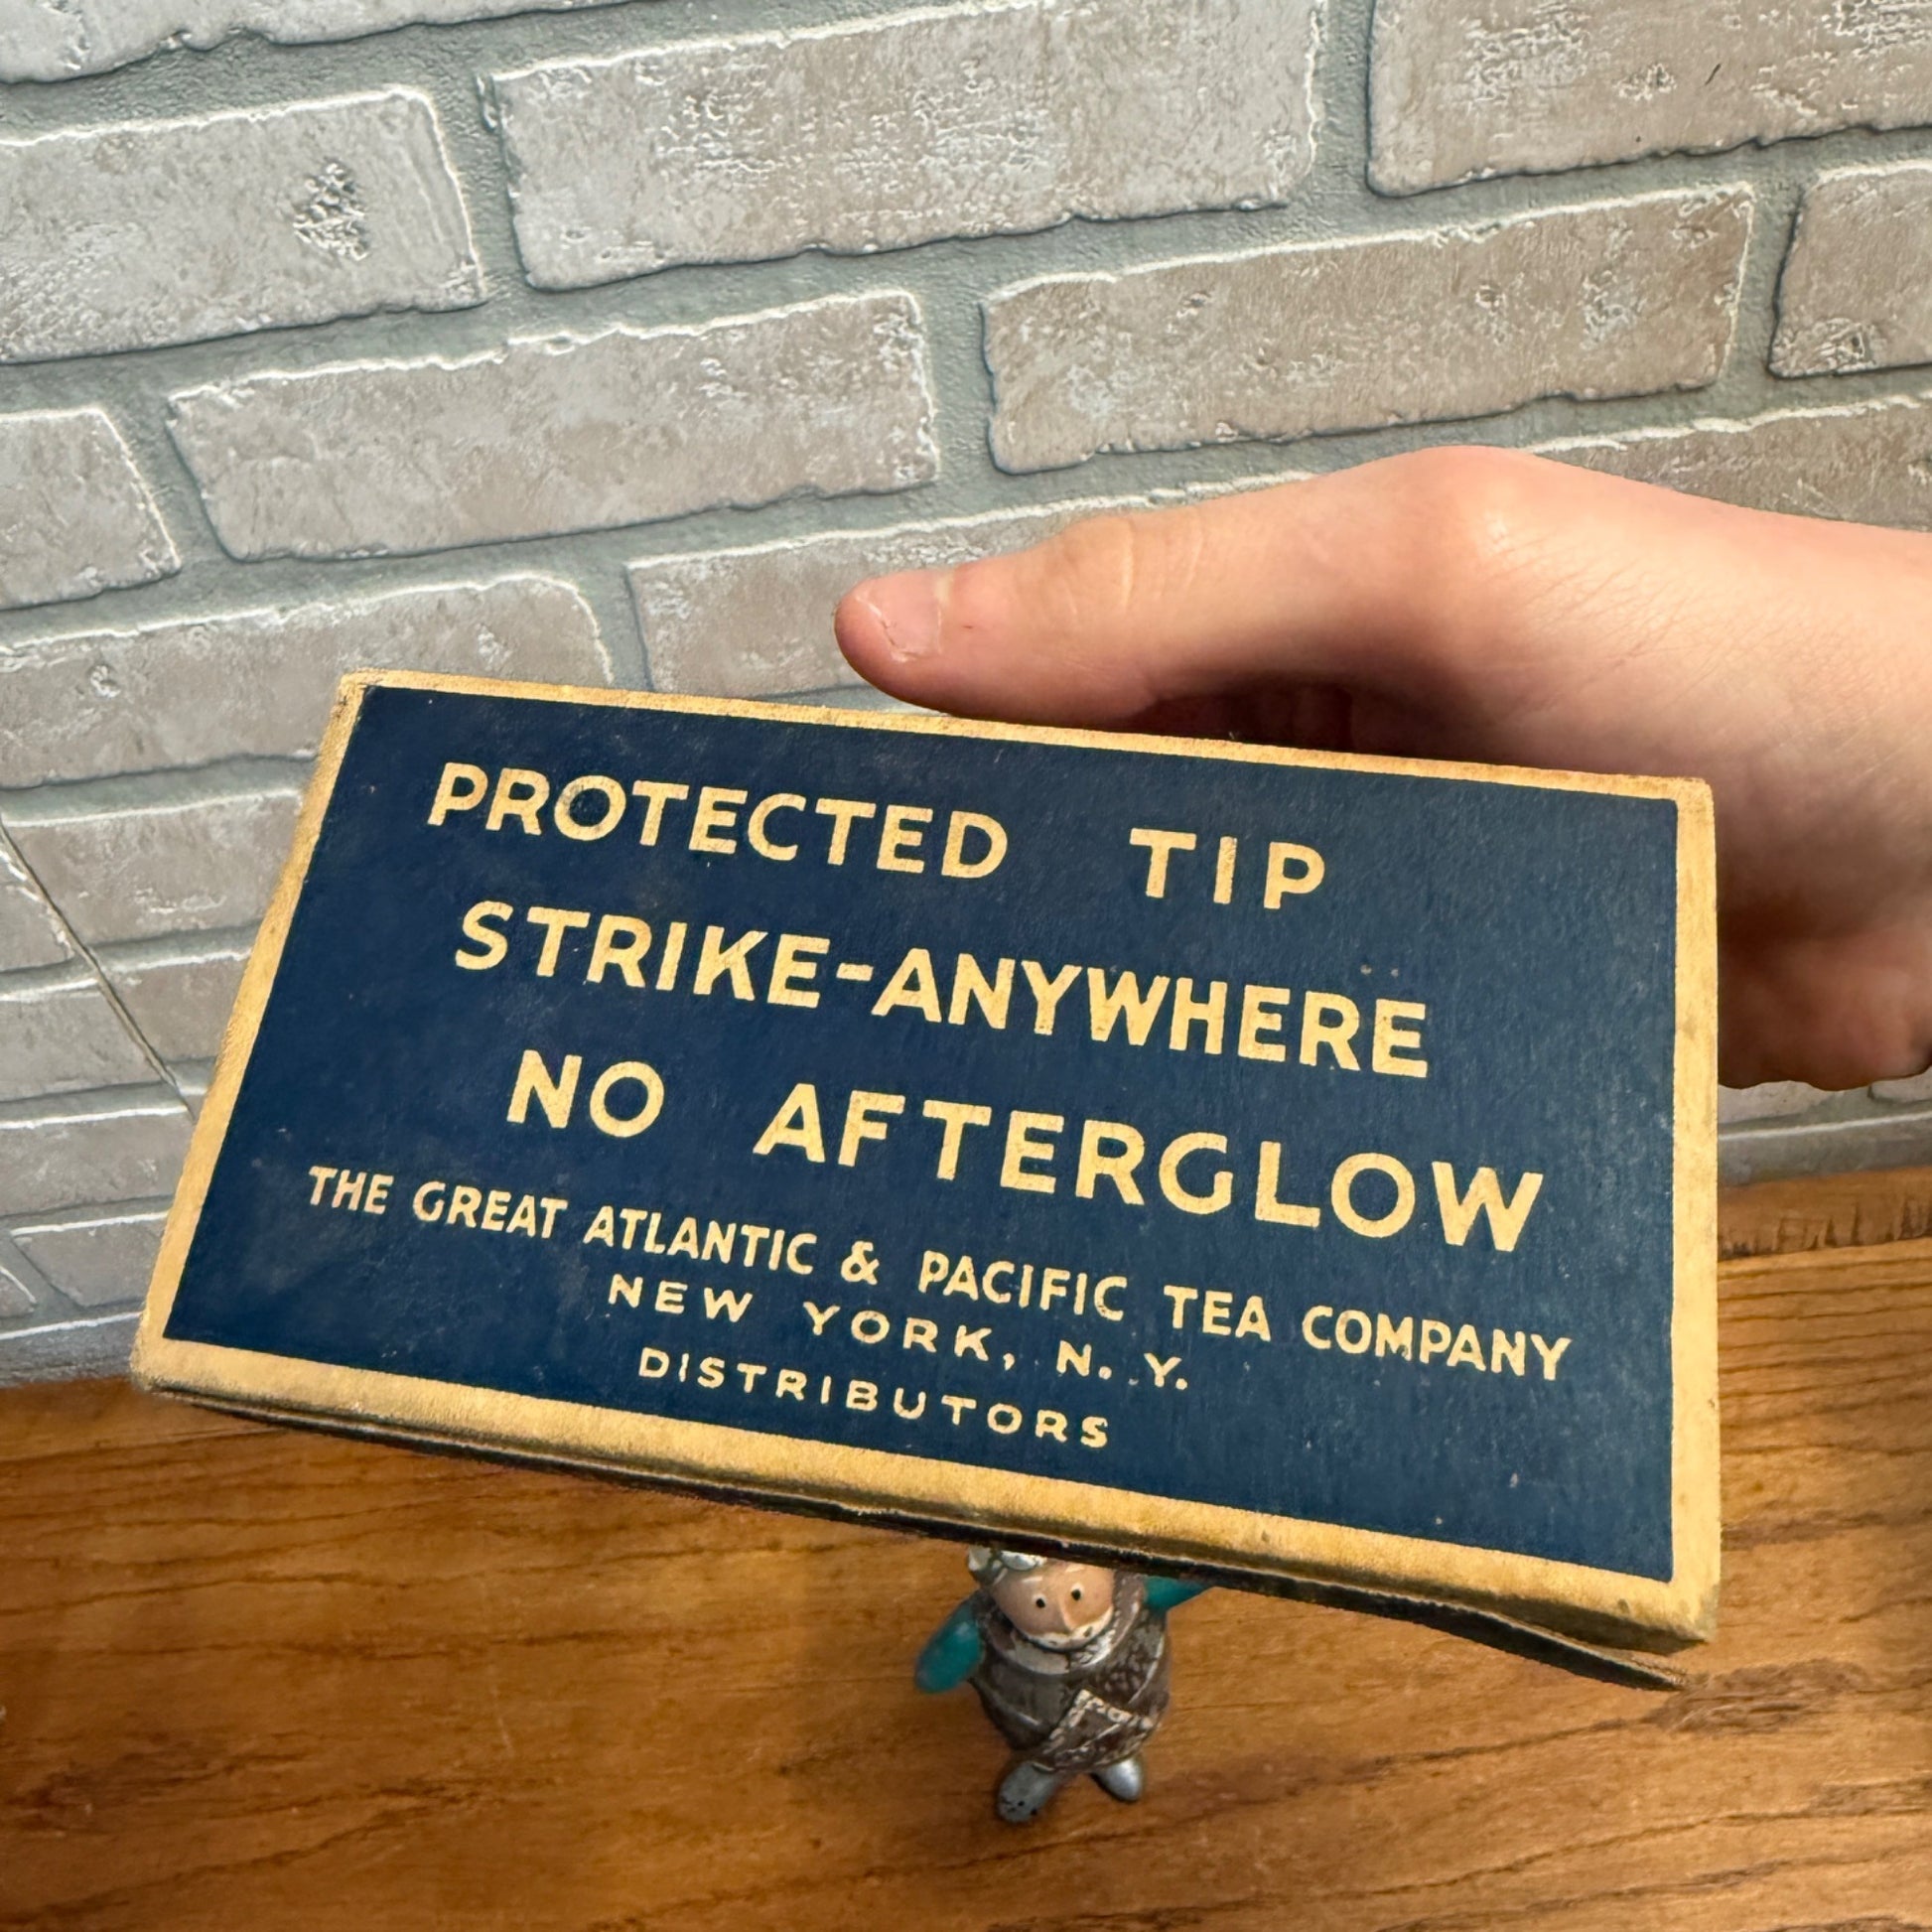 PROTECTED TIP
STRIKE-ANYWHERE
NO AFTERGLOW
THE GREAT ATLANTIC & PACIFIC TEA COMPANY
NEW YORK, N. Y.
DISTRIBUTORS